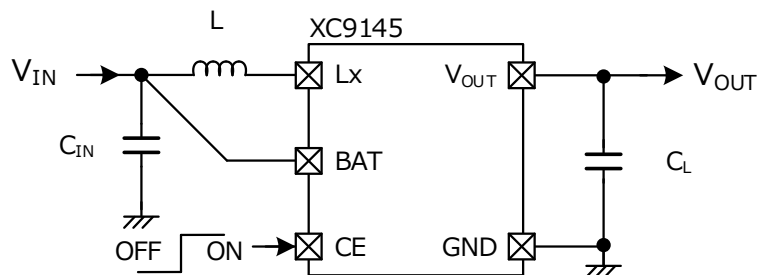 L
XC9145
VIN
Lx
VOUT
VOUT
CIN
BAT
CL
OFF
ON
CE
GND